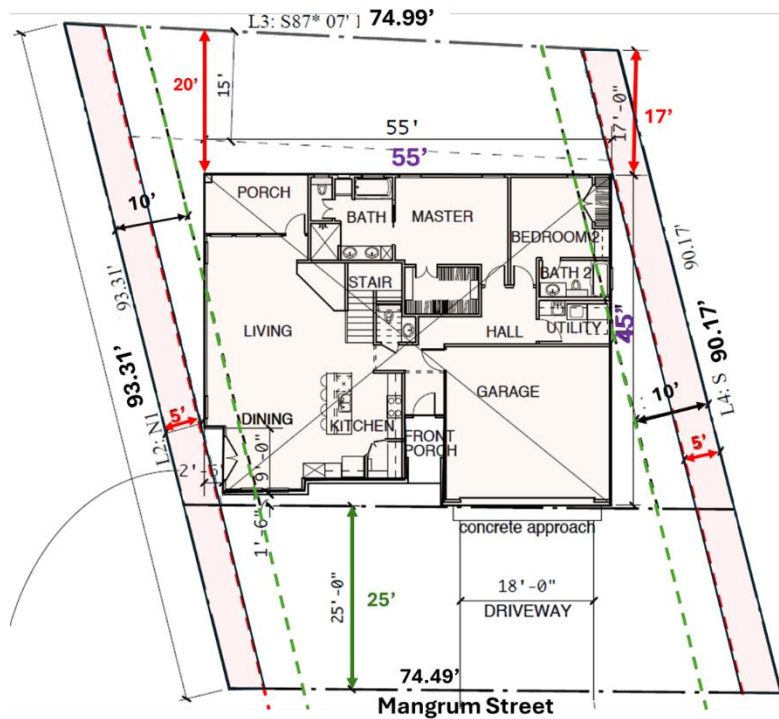 L3: S87* 07' 1 74.99'
20'
15'
17'-0"
17'
55'
55'
PORCH
BATH
MASTER
BEDROOM 2
10'
BATH 2
STAIR
93.31'
90.17'
LIVING
HALL
UTILITY
45"
93.31'
90.17'
GARAGE
L4: S
10'
5'
DINING
KITCHEN
L2: N1
FRONT
PORCH
5'
9'-0"
2'-6"
1'-6"
concrete approach
25'-0"
25'
18'-0"
DRIVEWAY
74.49'
Mangrum Street